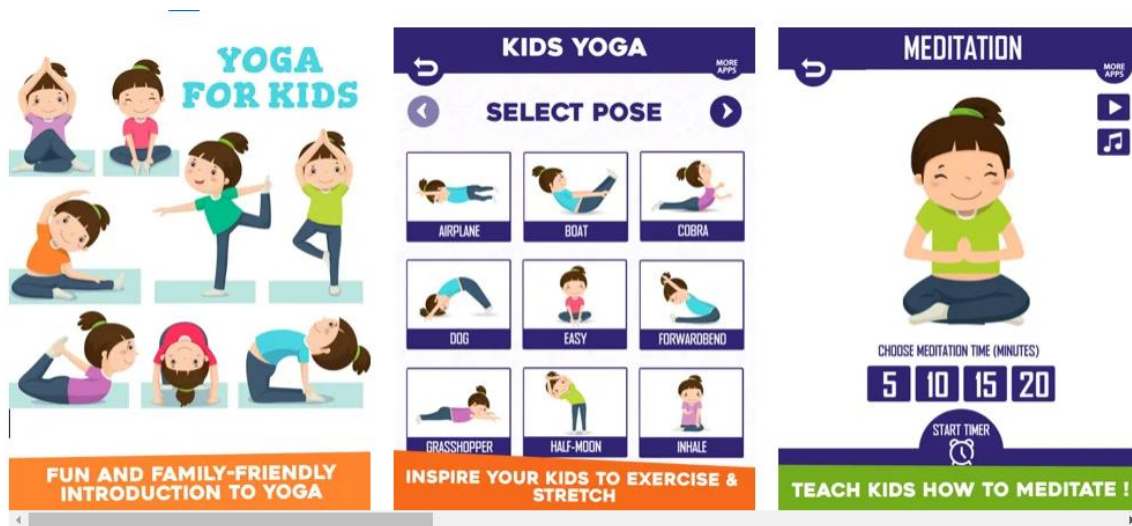 YOGA
FOR KIDS
FUN AND FAMILY-FRIENDLY
INTRODUCTION TO YOGA
KIDS YOGA
MORE
APPS
SELECT POSE
AIRPLANE
BOAT
COBRA
DOG
EASY
FORWARDBEND
GRASSHOPPER
HALF-MOON
INHALE
INSPIRE YOUR KIDS TO EXERCISE &
STRETCH
MEDITATION
MORE
APPS
CHOOSE MEDITATION TIME (MINUTES)
5 10 15 20
START TIMER
TEACH KIDS HOW TO MEDITATE !